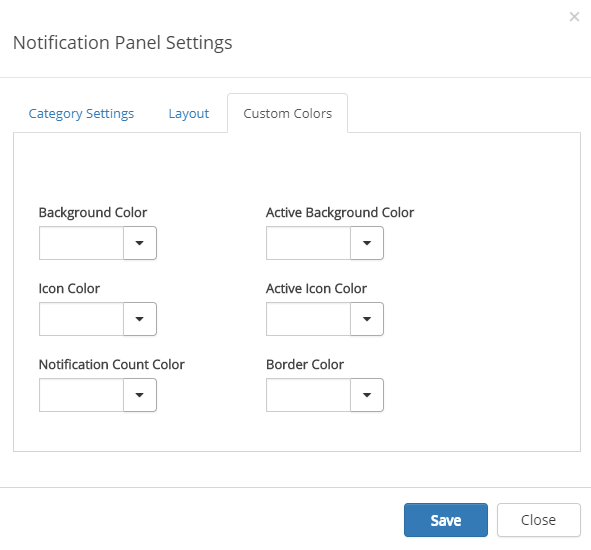 ×
Notification Panel Settings
Category Settings Layout Custom Colors
Background Color Active Background Color
Icon Color Active Icon Color
Notification Count Color Border Color
Save Close